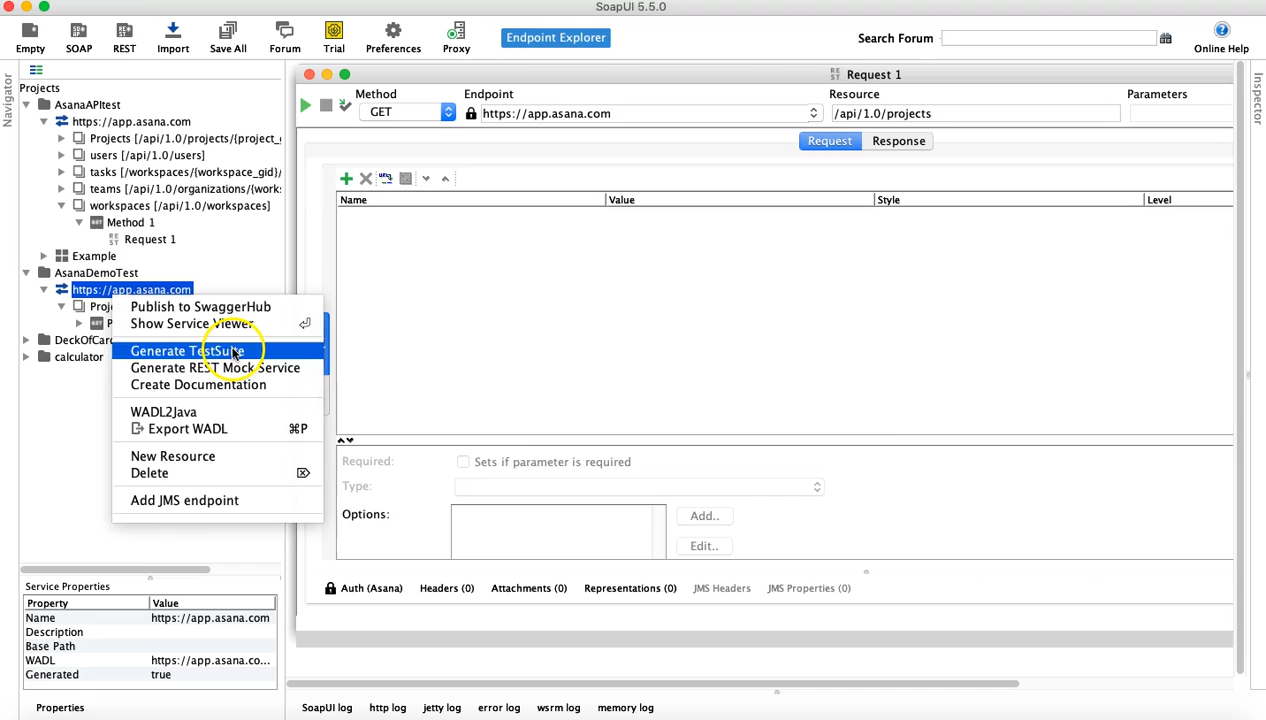 SoapUI 5.5.0
Empty SOAP REST Import Save All Forum Trial Preferences Proxy
Endpoint Explorer
Search Forum
Online Help
Navigator
Projects
AsanaAPItest
https://app.asana.com
Projects [/api/1.0/projects/{project_
users [/api/1.0/users]
tasks [/workspaces/{workspace_gid}/
teams [/api/1.0/organizations/{works
workspaces [/api/1.0/workspaces]
GET Method 1
REST Request 1
Example
AsanaDemoTest
https://app.asana.com
Proj
DeckOfCar
calculator
Publish to SwaggerHub
Show Service Viewer
Generate TestSuite
Generate REST Mock Service
Create Documentation
WADL2Java
Export WADL ⌘P
New Resource
Delete
Add JMS endpoint
Service Properties
Property Value
Name https://app.asana.com
Description
Base Path
WADL https://app.asana.co...
Generated true
Properties
REST Request 1
Method Endpoint Resource Parameters
GET https://app.asana.com /api/1.0/projects
Request Response
Name Value Style Level
Required: Sets if parameter is required
Type:
Options: Add..
Edit..
Auth (Asana) Headers (0) Attachments (0) Representations (0) JMS Headers JMS Properties (0)
SoapUI log http log jetty log error log wsrm log memory log
Inspector